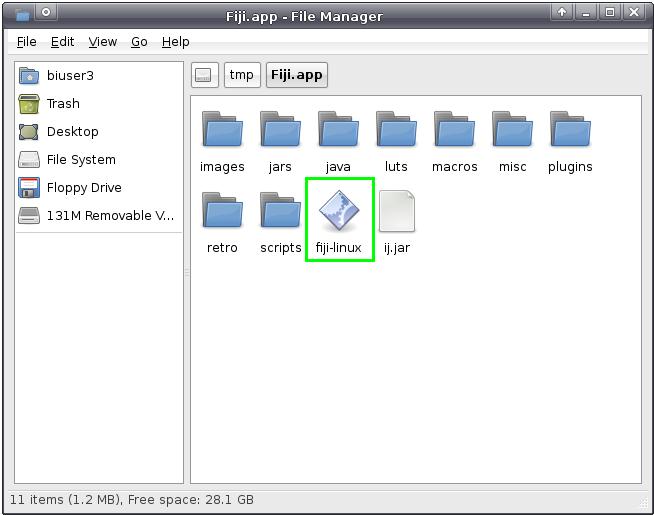 Fiji.app - File Manager
File Edit View Go Help
biuser3
Trash
Desktop
File System
Floppy Drive
131M Removable V...
tmp Fiji.app
images jars java luts macros misc plugins
retro scripts fiji-linux ij.jar
11 items (1.2 MB), Free space: 28.1 GB